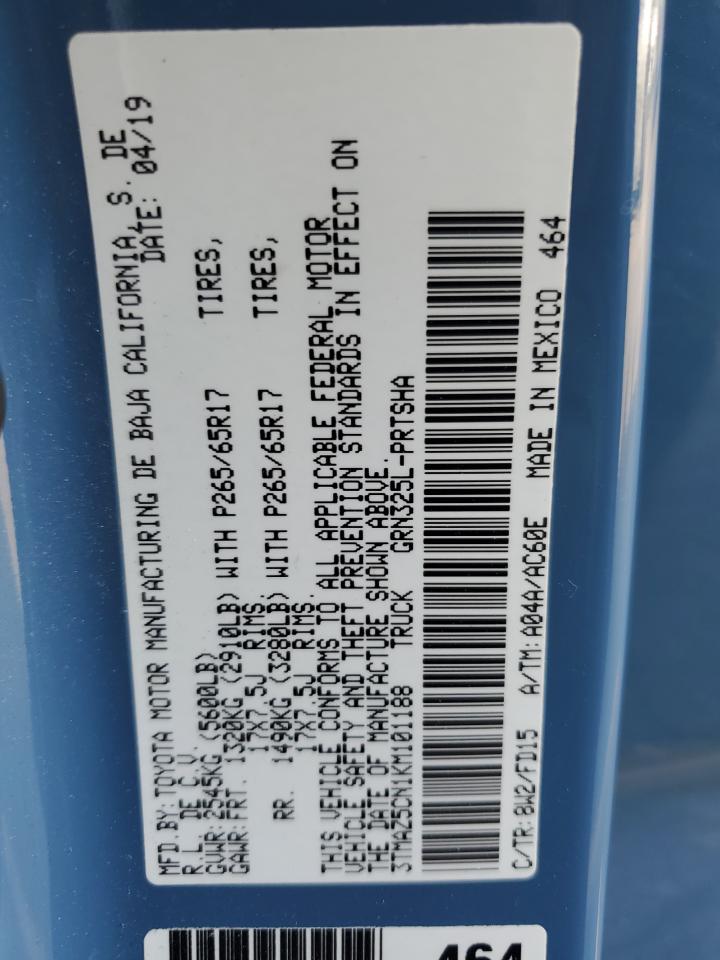 MFD.BY: TOYOTA MOTOR MANUFACTURING DE BAJA CALIFORNIA, S. DE
R.L. DE C.V. DATE: 04/19
GVWR: 2545KG (5600LB)
GAWR: FRT. 1320KG (2910LB) WITH P265/65R17 TIRES,
17X7.5J RIMS.
RR. 1490KG (3280LB) WITH P265/65R17 TIRES,
17X7.5J RIMS.
THIS VEHICLE CONFORMS TO ALL APPLICABLE FEDERAL MOTOR
VEHICLE SAFETY AND THEFT PREVENTION STANDARDS IN EFFECT ON
THE DATE OF MANUFACTURE SHOWN ABOVE.
3TMAZ5CN1KM101188 TRUCK GRN325L-PRTSHA
C/TR: 8W2/FD15 A/TM: A04A/AC60E MADE IN MEXICO 464
464